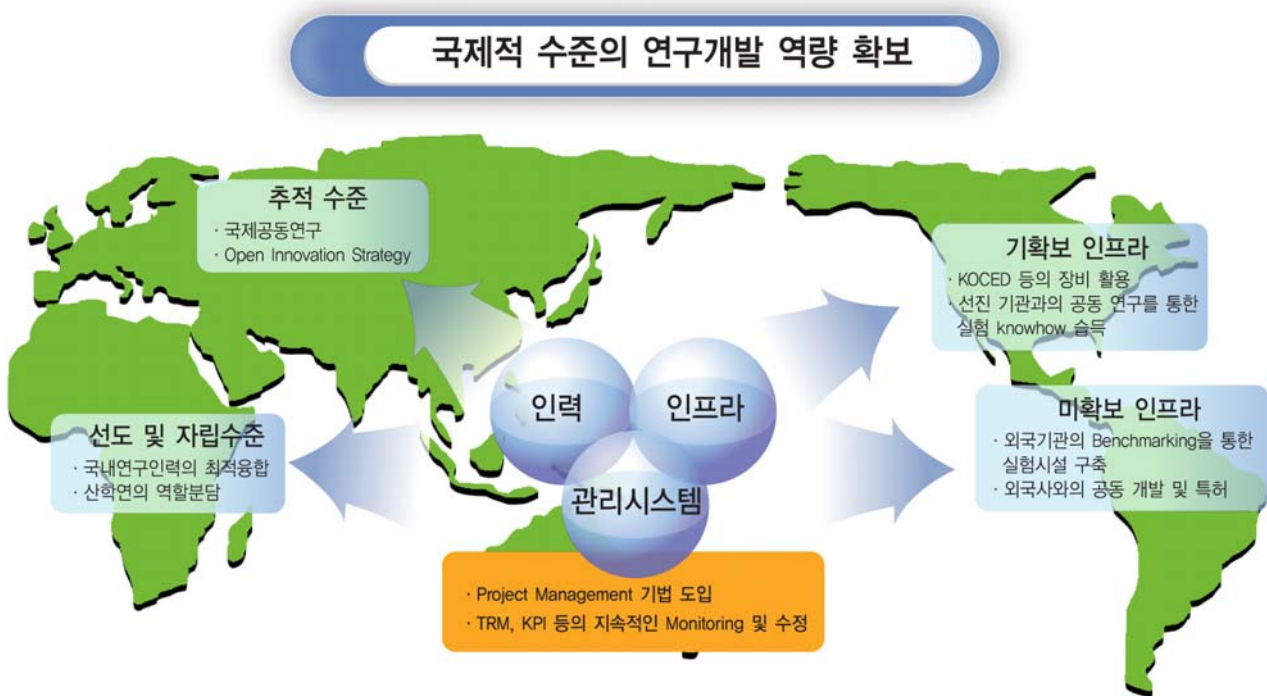 국제적 수준의 연구개발 역량 확보
추적 수준
· 국제공동연구
· Open Innovation Strategy
기확보 인프라
· KOCED 등의 장비 활용
· 선진 기관과의 공동 연구를 통한
실험 knowhow 습득
인력
인프라
관리시스템
선도 및 자립수준
· 국내연구인력의 최적융합
· 산학연의 역할분담
미확보 인프라
· 외국기관의 Benchmarking을 통한
실험시설 구축
· 외국사와의 공동 개발 및 특허
· Project Management 기법 도입
· TRM, KPI 등의 지속적인 Monitoring 및 수정